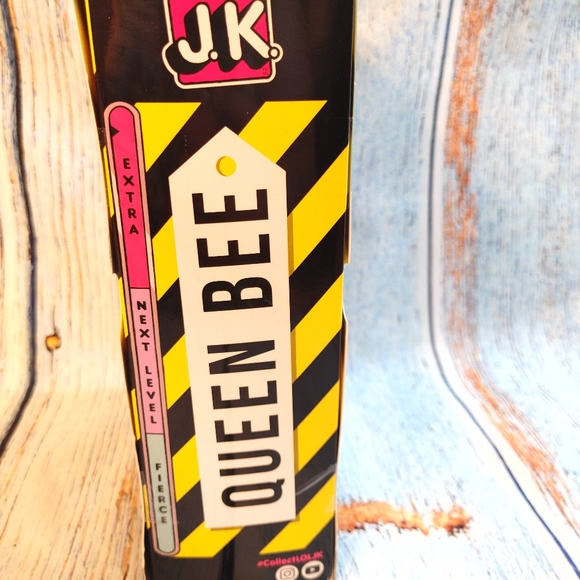 J.K.
EXTRA
NEXT LEVEL
FIERCE
QUEEN BEE
#CollectLOLJK